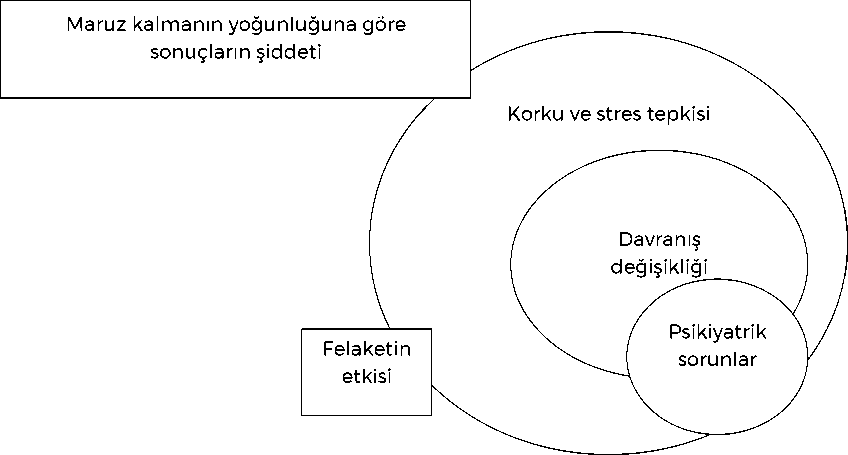 Maruz kalmanın yoğunluğuna göre
sonuçların şiddeti
Korku ve stres tepkisi
Davranış
değişikliği
Psikiyatrik
sorunlar
Felaketin
etkisi